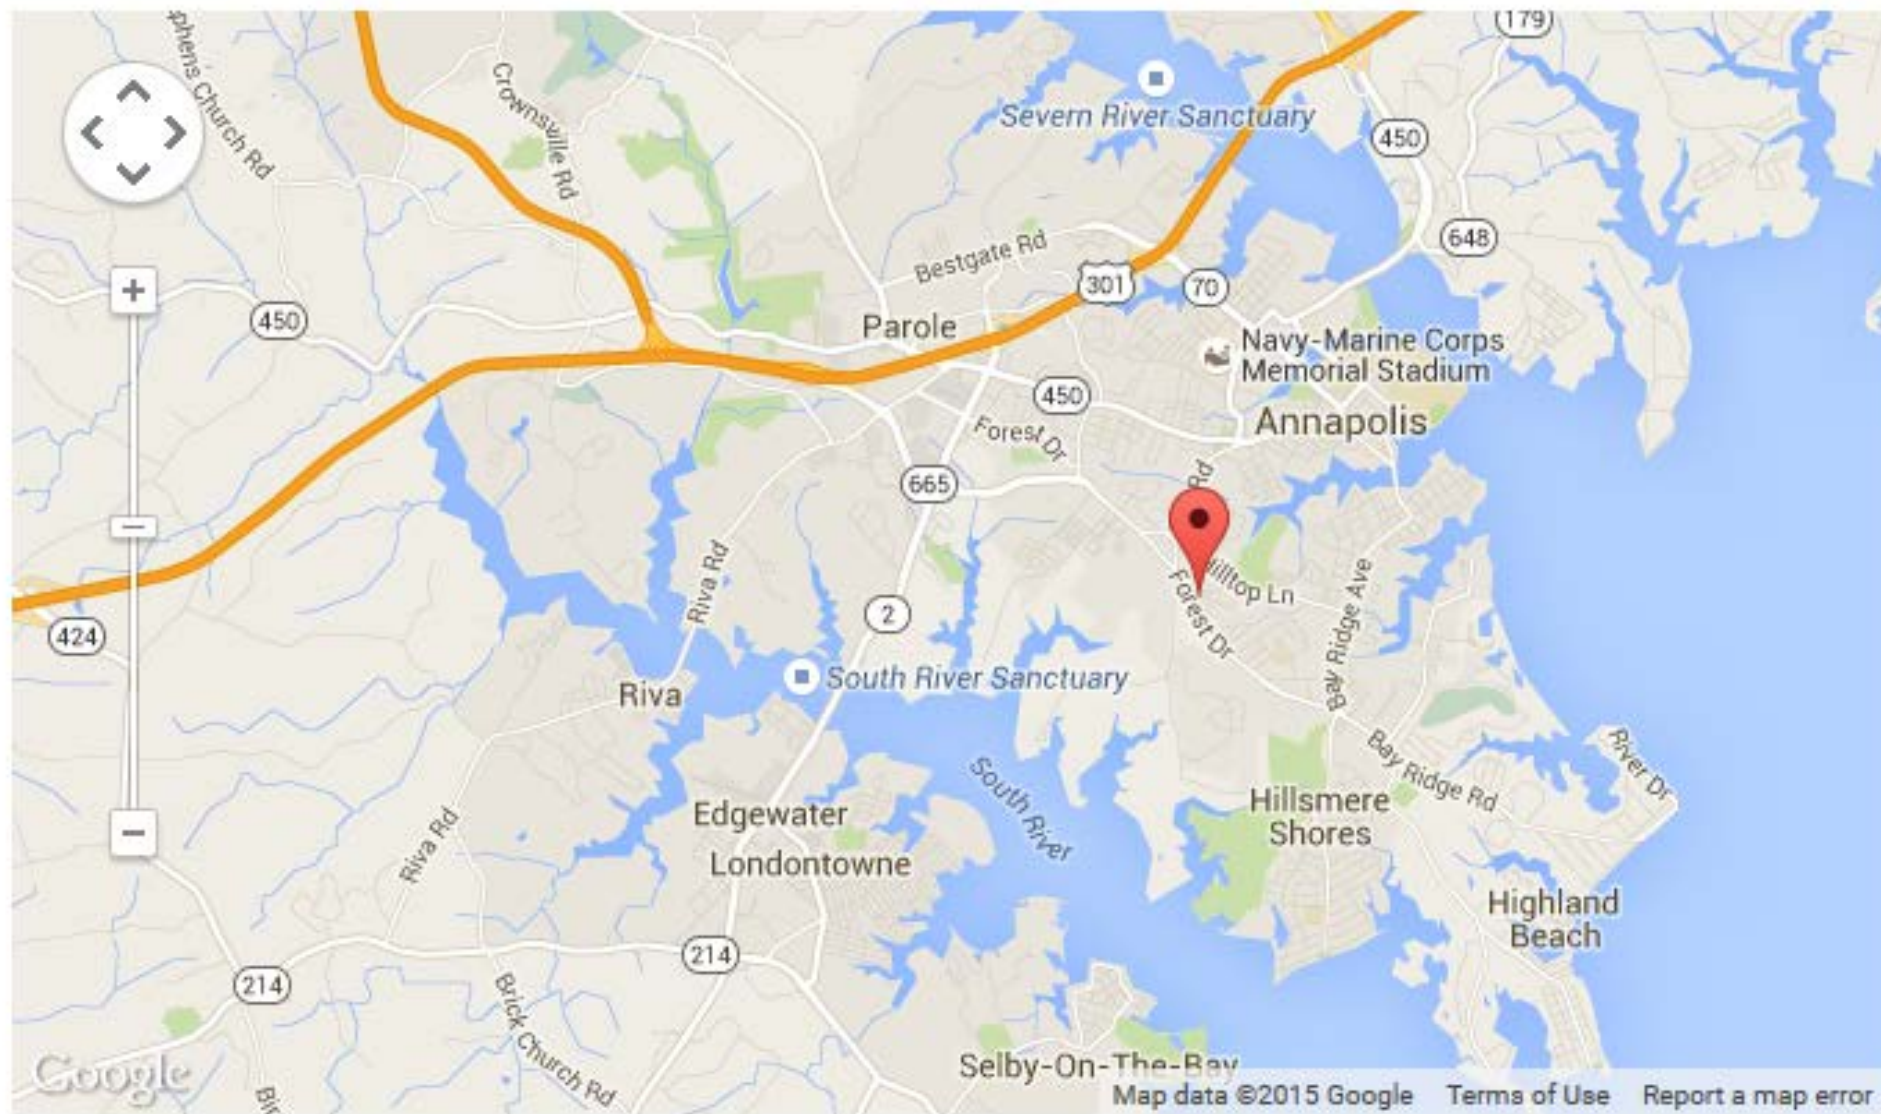 179
phens Church Rd
Crownsville Rd
Severn River Sanctuary
450
648
Bestgate Rd
301
70
450
Parole
Navy-Marine Corps
Memorial Stadium
450
Annapolis
Forest Dr
665
Rd
Riva Rd
Hilltop Ln
Forest Dr
2
424
Bay Ridge Ave
South River Sanctuary
Riva
Bay Ridge Rd
River Dr
South River
Edgewater
Hillsmere
Shores
Riva Rd
Londontowne
Highland
Beach
214
214
Brick Church Rd
Selby-On-The-Bay
Google
Map data ©2015 Google Terms of Use Report a map error